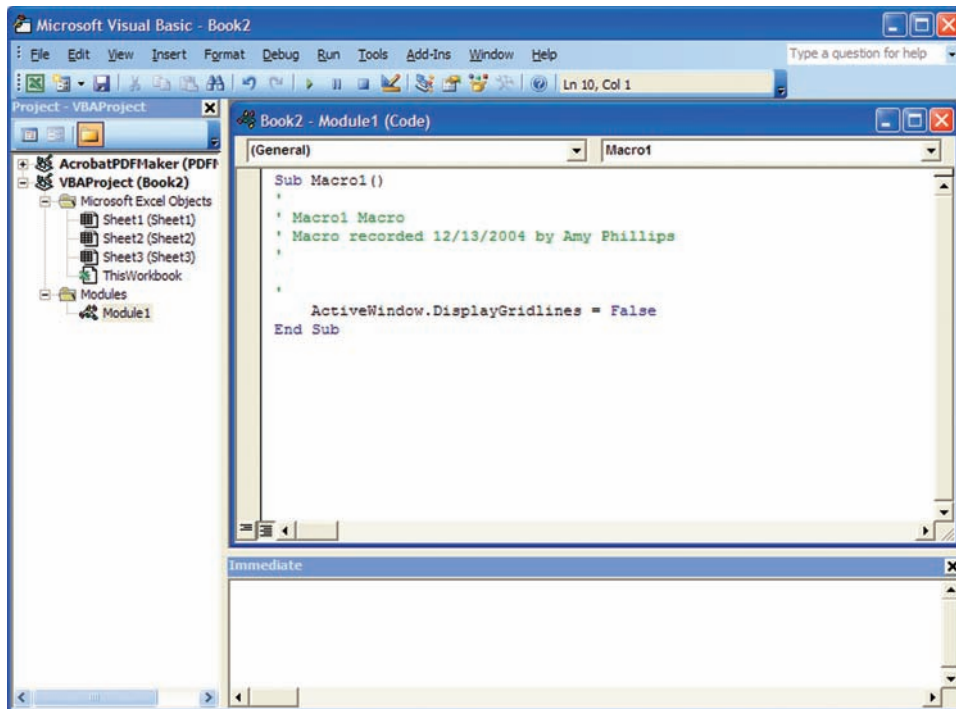 Microsoft Visual Basic - Book2
File Edit View Insert Format Debug Run Tools Add-Ins Window Help
Type a question for help
Ln 10, Col 1
Project - VBAProject
AcrobatPDFMaker (PDFM
VBAProject (Book2)
Microsoft Excel Objects
Sheet1 (Sheet1)
Sheet2 (Sheet2)
Sheet3 (Sheet3)
ThisWorkbook
Modules
Module1
Book2 - Module1 (Code)
(General)
Macro1
Sub Macro1()
'
' Macro1 Macro
' Macro recorded 12/13/2004 by Amy Phillips
'
'
ActiveWindow.DisplayGridlines = False
End Sub
Immediate